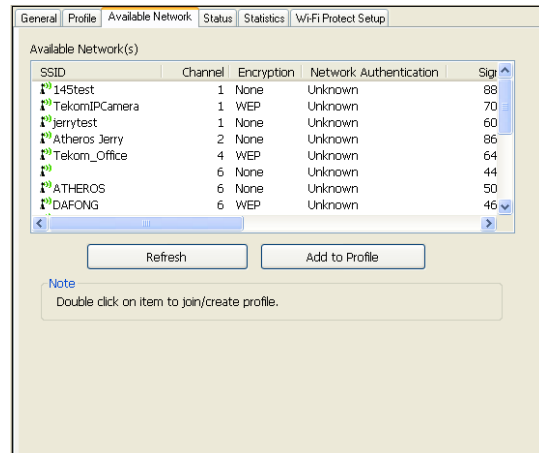 General Profile Available Network Status Statistics Wi-Fi Protect Setup
Available Network(s)
SSID Channel Encryption Network Authentication Sigr
145test 1 None Unknown 88
TekomIPCamera 1 WEP Unknown 70
jerrytest 1 None Unknown 60
Atheros Jerry 2 None Unknown 86
Tekom_Office 4 WEP Unknown 64
6 None Unknown 44
ATHEROS 6 None Unknown 50
DAFONG 6 WEP Unknown 46
Refresh Add to Profile
Note
Double click on item to join/create profile.